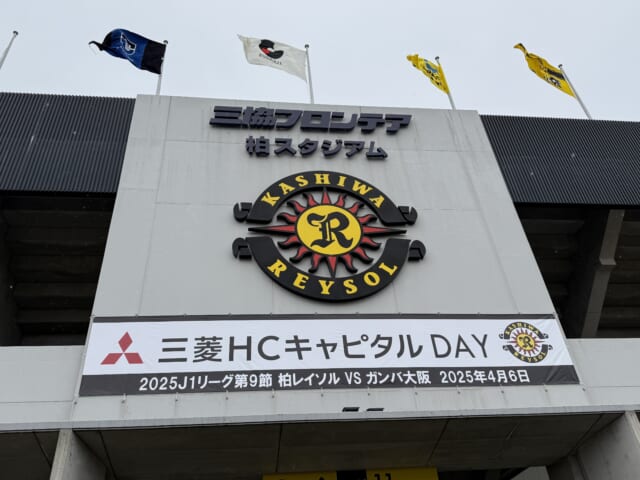 三協フロンテア
柏スタジアム
KASHIWA
R
REYSOL
三菱HCキャピタル DAY
KASHIWA
R
REYSOL
2025J1リーグ第9節 柏レイソル VS ガンバ大阪 2025年4月6日